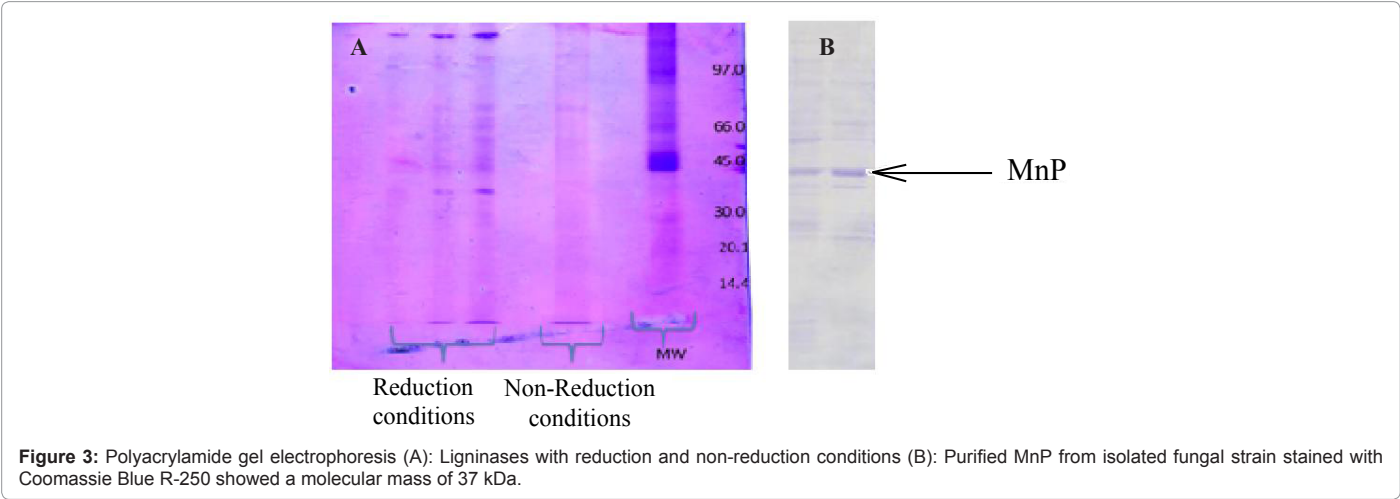 A
97.0
66.0
45.0
30.0
20.1
14.4
MW
Reduction
conditions
Non-Reduction
conditions
B
MnP
Figure 3: Polyacrylamide gel electrophoresis (A): Ligninases with reduction and non-reduction conditions (B): Purified MnP from isolated fungal strain stained with
Coomassie Blue R-250 showed a molecular mass of 37 kDa.